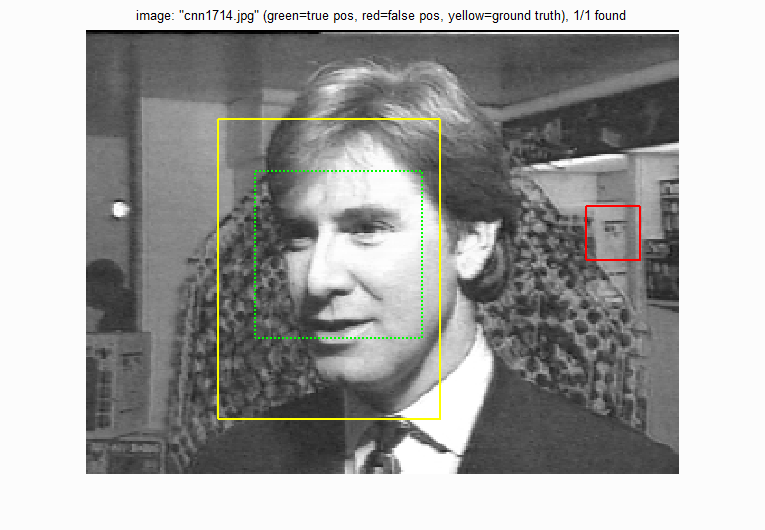 image: "cnn1714.jpg" (green=true pos, red=false pos, yellow=ground truth), 1/1 found